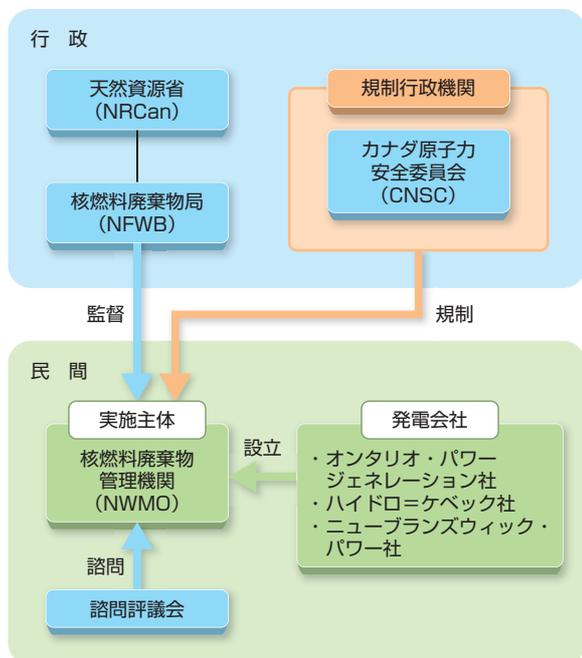 行 政
天然資源省
(NRCan)
核燃料廃棄物局
(NFWB)
規制行政機関
カナダ原子力
安全委員会
(CNSC)
監督
規制
民 間
実施主体
核燃料廃棄物
管理機関
(NWMO)
設立
発電会社
・オンタリオ・パワー
ジェネレーション社
・ハイドロ=ケベック社
・ニューブランズウィック・
パワー社
諮問
諮問評議会